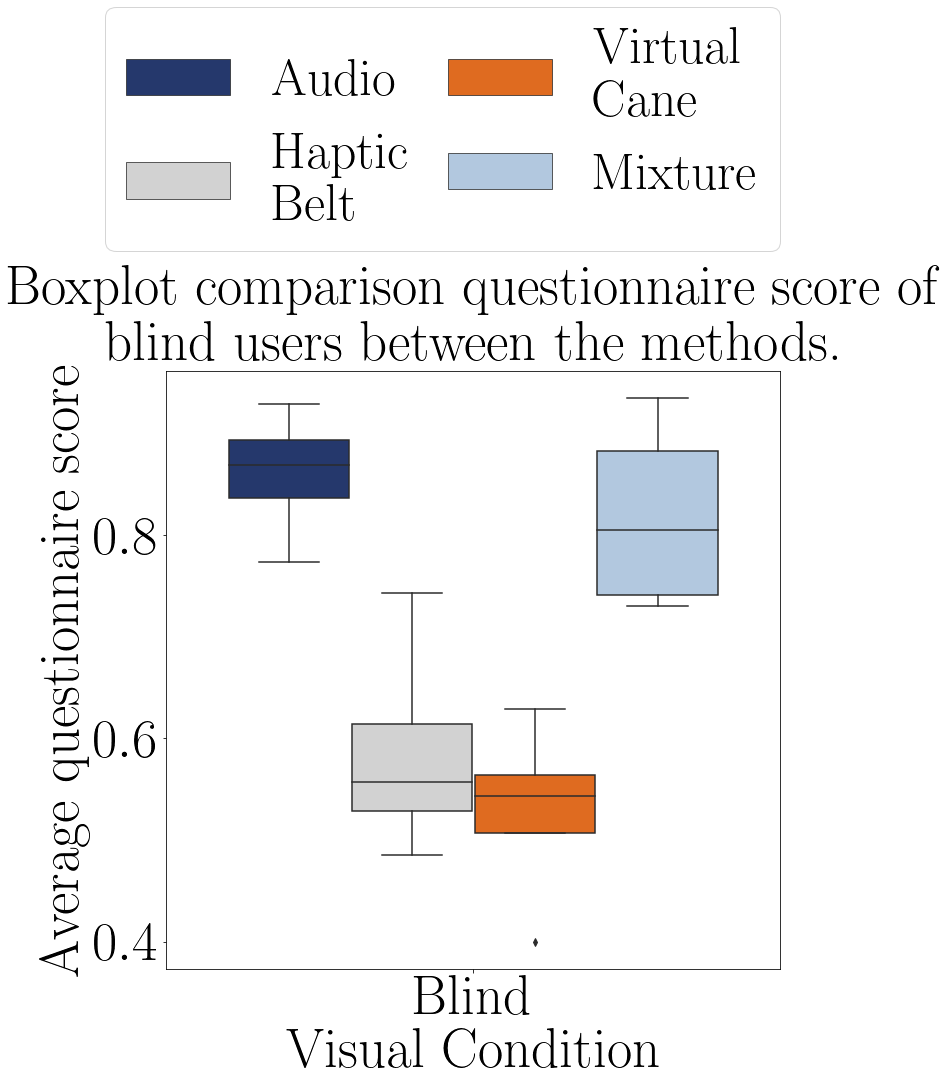 Audio
Haptic
Belt
Virtual
Cane
Mixture
Boxplot comparison questionnaire score of
blind users between the methods.
Average questionnaire score
0.8
0.6
0.4
Blind
Visual Condition